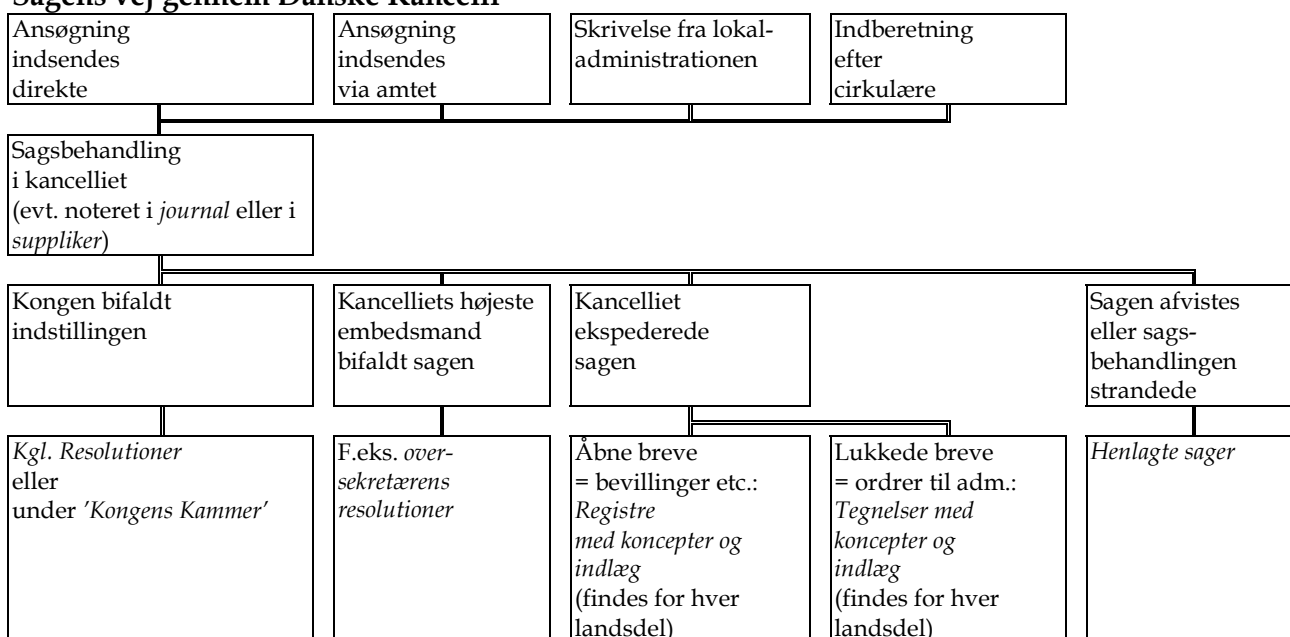 Sagens vej gennem Danske Kancelli
Ansøgning
indsendes
direkte
Ansøgning
indsendes
via amtet
Skrivelse fra lokal-
administrationen
Indberetning
efter
cirkulære
Sagsbehandling
i kancelliet
(evt. noteret i journal eller i
suppliker)
Kongen bifaldt
indstillingen
Kancelliets højeste
embedsmand
bifaldt sagen
Kancelliet
ekspederede
sagen
Sagen afvistes
eller sags-
behandlingen
strandede
Kgl. Resolutioner
eller
under ’Kongens Kammer’
F.eks. over-
sekretærens
resolutioner
Åbne breve
= bevillinger etc.:
Registre
med koncepter og
indlæg
(findes for hver
landsdel)
Lukkede breve
= ordrer til adm.:
Tegnelser med
koncepter og
indlæg
(findes for hver
landsdel)
Henlagte sager